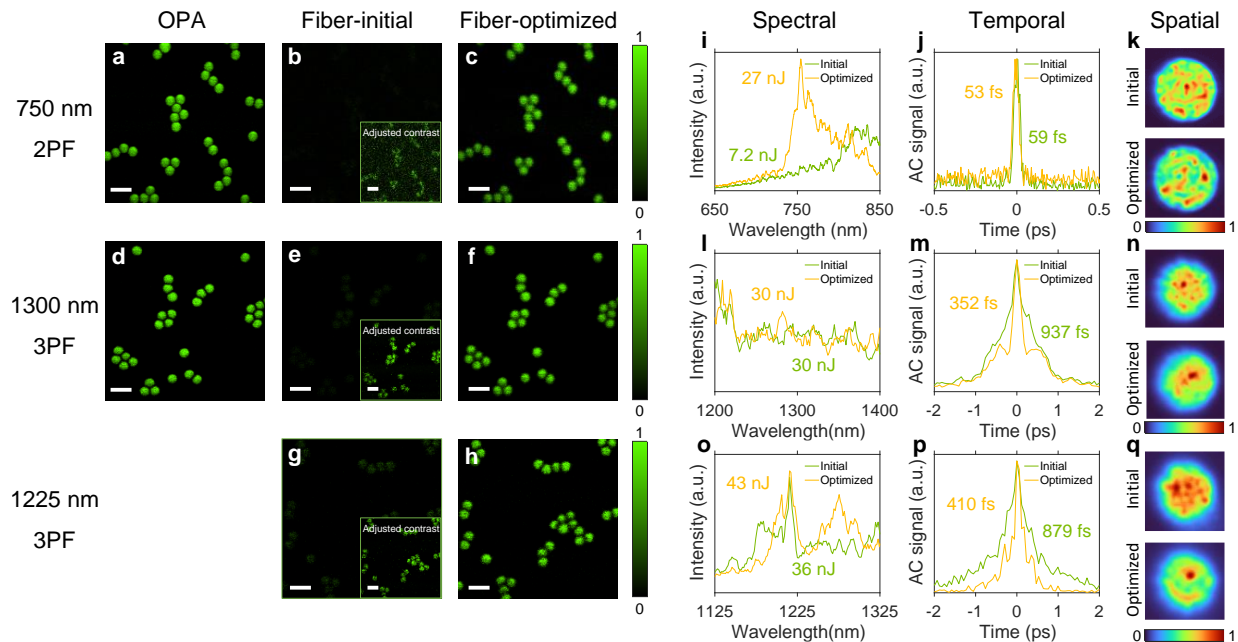 OPA
Fiber-initial
Fiber-optimized
Spectral
Temporal
Spatial
750 nm
2PF
a
b
Adjusted contrast
c
1
0
i
Initial
Optimized
27 nJ
7.2 nJ
Intensity (a.u.)
650
750
850
Wavelength (nm)
j
Initial
Optimized
53 fs
59 fs
AC signal (a.u.)
-0.5
0
0.5
Time (ps)
k
Initial
Optimized
0
1
1300 nm
3PF
d
e
Adjusted contrast
f
1
0
l
Initial
Optimized
30 nJ
30 nJ
Intensity (a.u.)
1200
1300
1400
Wavelength(nm)
m
Initial
Optimized
352 fs
937 fs
AC signal (a.u.)
-2
-1
0
1
2
Time (ps)
n
Initial
Optimized
0
1
1225 nm
3PF
g
Adjusted contrast
h
1
0
o
Initial
Optimized
43 nJ
36 nJ
Intensity (a.u.)
1125
1225
1325
Wavelength(nm)
p
Initial
Optimized
410 fs
879 fs
AC signal (a.u.)
-2
-1
0
1
2
Time (ps)
q
Initial
Optimized
0
1